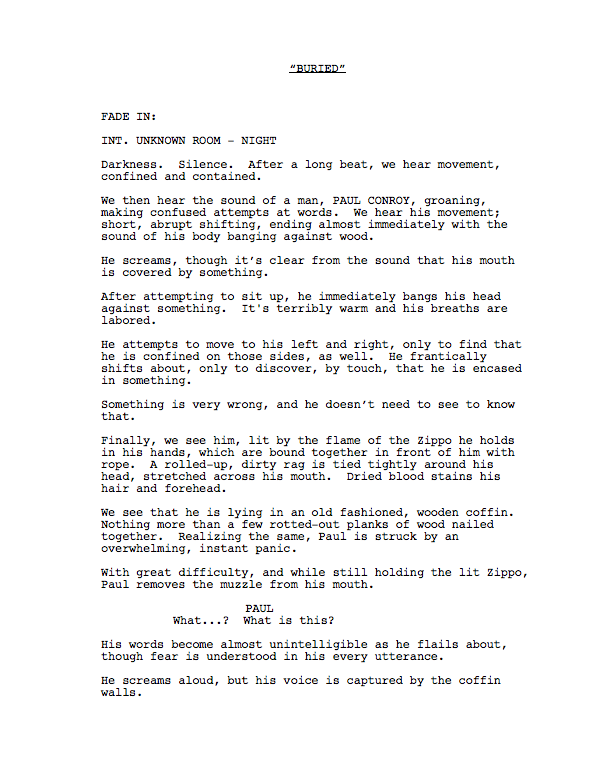 “BURIED”
FADE IN:
INT. UNKNOWN ROOM - NIGHT
Darkness. Silence. After a long beat, we hear movement,
confined and contained.
We then hear the sound of a man, PAUL CONROY, groaning,
making confused attempts at words. We hear his movement;
short, abrupt shifting, ending almost immediately with the
sound of his body banging against wood.
He screams, though it’s clear from the sound that his mouth
is covered by something.
After attempting to sit up, he immediately bangs his head
against something. It's terribly warm and his breaths are
labored.
He attempts to move to his left and right, only to find that
he is confined on those sides, as well. He frantically
shifts about, only to discover, by touch, that he is encased
in something.
Something is very wrong, and he doesn’t need to see to know
that.
Finally, we see him, lit by the flame of the Zippo he holds
in his hands, which are bound together in front of him with
rope. A rolled-up, dirty rag is tied tightly around his
head, stretched across his mouth. Dried blood stains his
hair and forehead.
We see that he is lying in an old fashioned, wooden coffin.
Nothing more than a few rotted-out planks of wood nailed
together. Realizing the same, Paul is struck by an
overwhelming, instant panic.
With great difficulty, and while still holding the lit Zippo,
Paul removes the muzzle from his mouth.
PAUL
What...? What is this?
His words become almost unintelligible as he flails about,
though fear is understood in his every utterance.
He screams aloud, but his voice is captured by the coffin
walls.